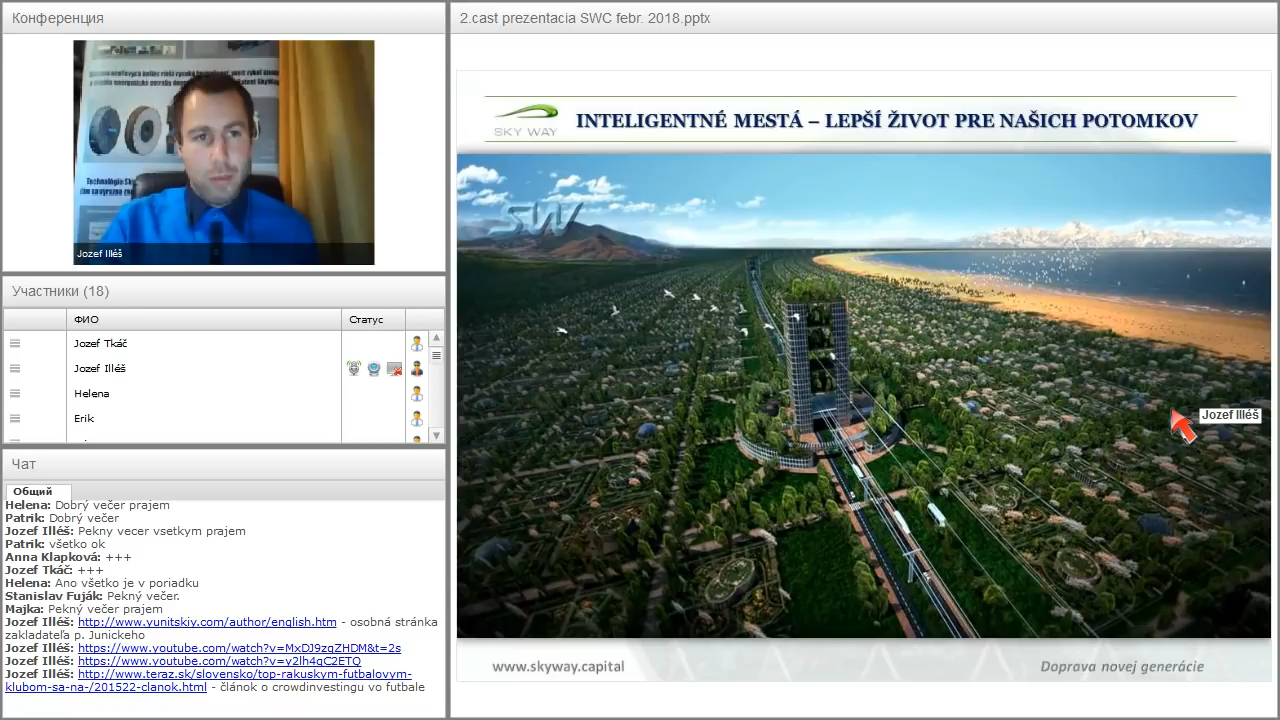 Конференция
Jozef Illéš
Участники (18)
ФИО
Статус
Jozef Tkáč
Jozef Illéš
Helena
Erik
Чат
Общий
Helena: Dobrý večer prajem
Patrik: Dobrý večer
Jozef Illéš: Pekny vecer vsetkym prajem
Patrik: všetko ok
Anna Klapková: +++
Jozef Tkáč: +++
Helena: Ano všetko je v poriadku
Stanislav Fuják: Pekný večer.
Majka: Pekný večer prajem
Jozef Illéš: http://www.yunitskiy.com/author/english.htm - osobná stránka
zakladateľa p. Junickeho
Jozef Illéš: https://www.youtube.com/watch?v=MxDJ9zqZHDM&t=2s
Jozef Illéš: https://www.youtube.com/watch?v=y2lh4qC2ETQ
Jozef Illéš: http://www.teraz.sk/slovensko/top-rakuskym-futbalovym-
klubom-sa-na-/201522-clanok.html - článok o crowdinvestingu vo futbale
2.cast prezentacia SWC febr. 2018.pptx
SKY WAY
INTELIGENTNÉ MESTÁ – LEPŠÍ ŽIVOT PRE NAŠICH POTOMKOV
SW
Jozef Illéš
www.skyway.capital
Doprava novej generácie